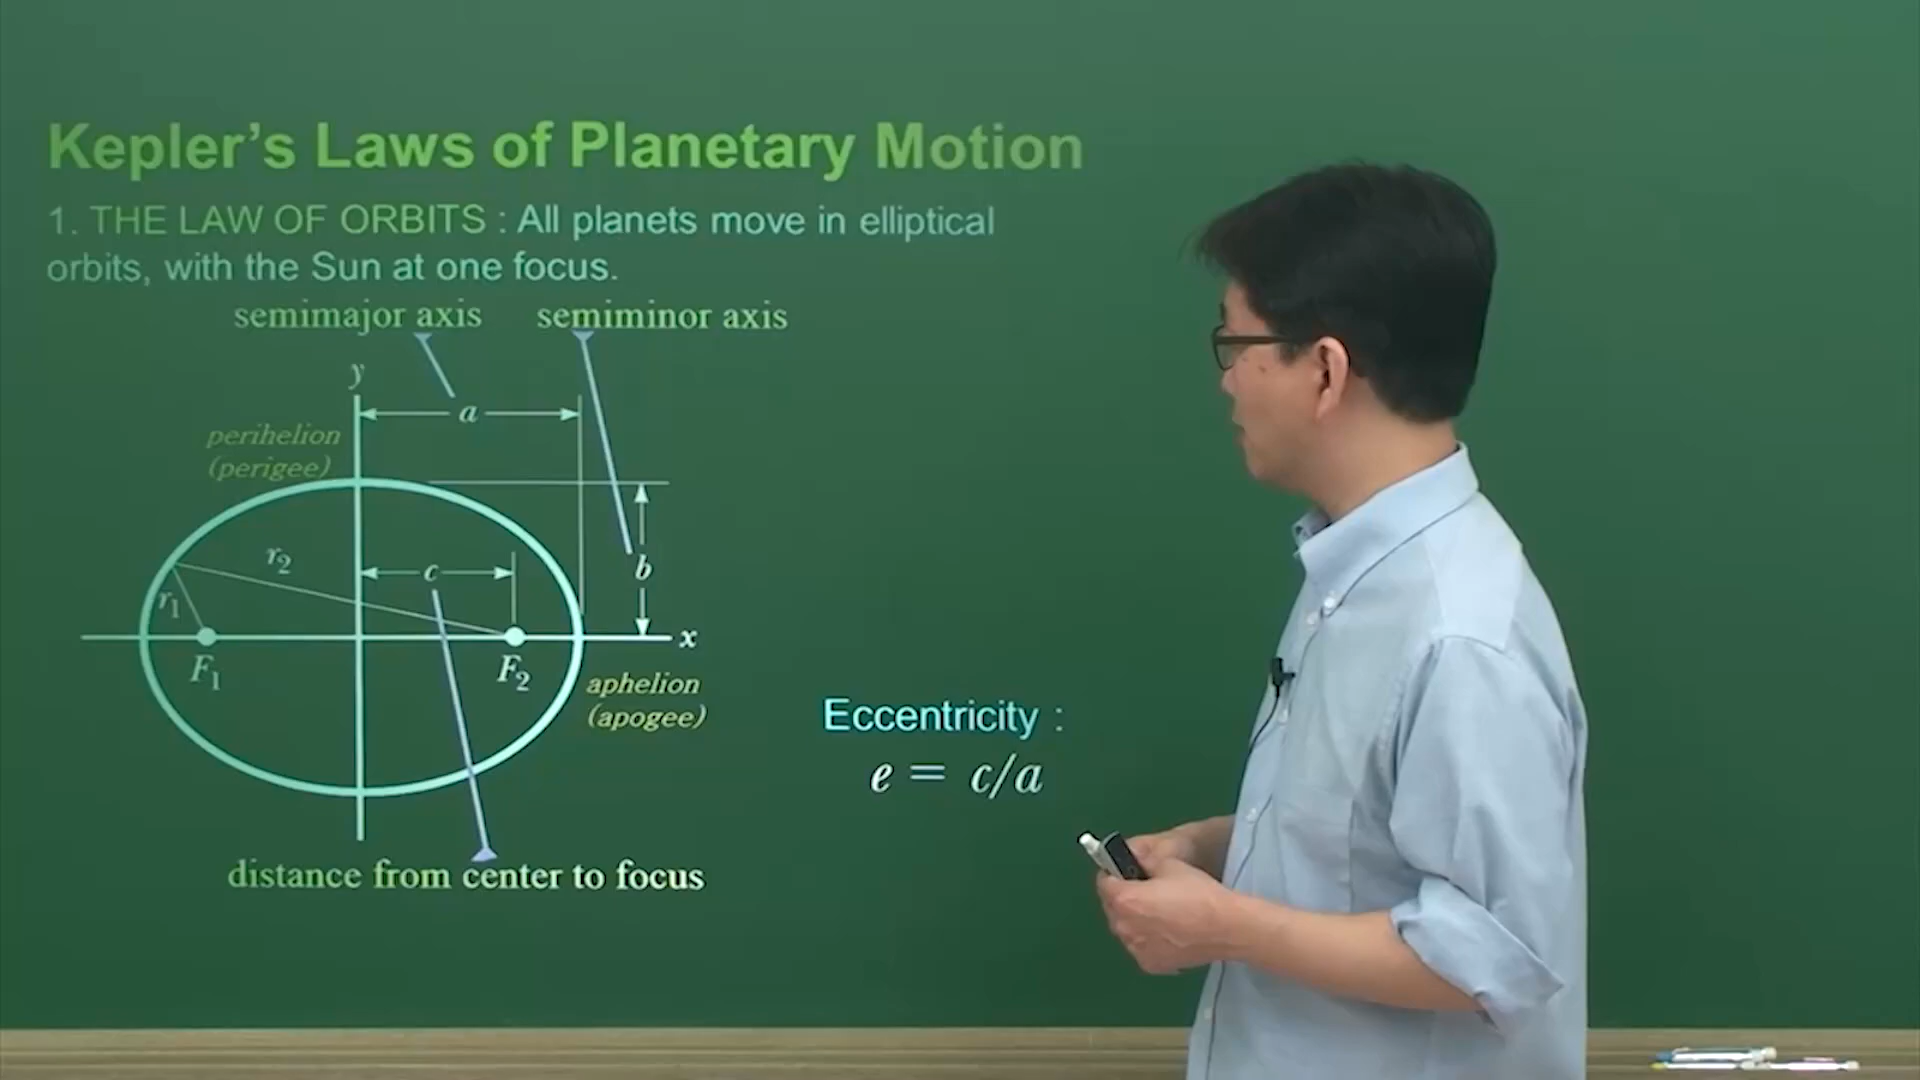 Kepler's Laws of Planetary Motion
1. THE LAW OF ORBITS : All planets move in elliptical
orbits, with the Sun at one focus.
semimajor axis semiminor axis
y
a
perihelion
(perigee)
r2
c
b
r1
x
F1 F2
aphelion
(apogee)
Eccentricity :
e = c/a
distance from center to focus